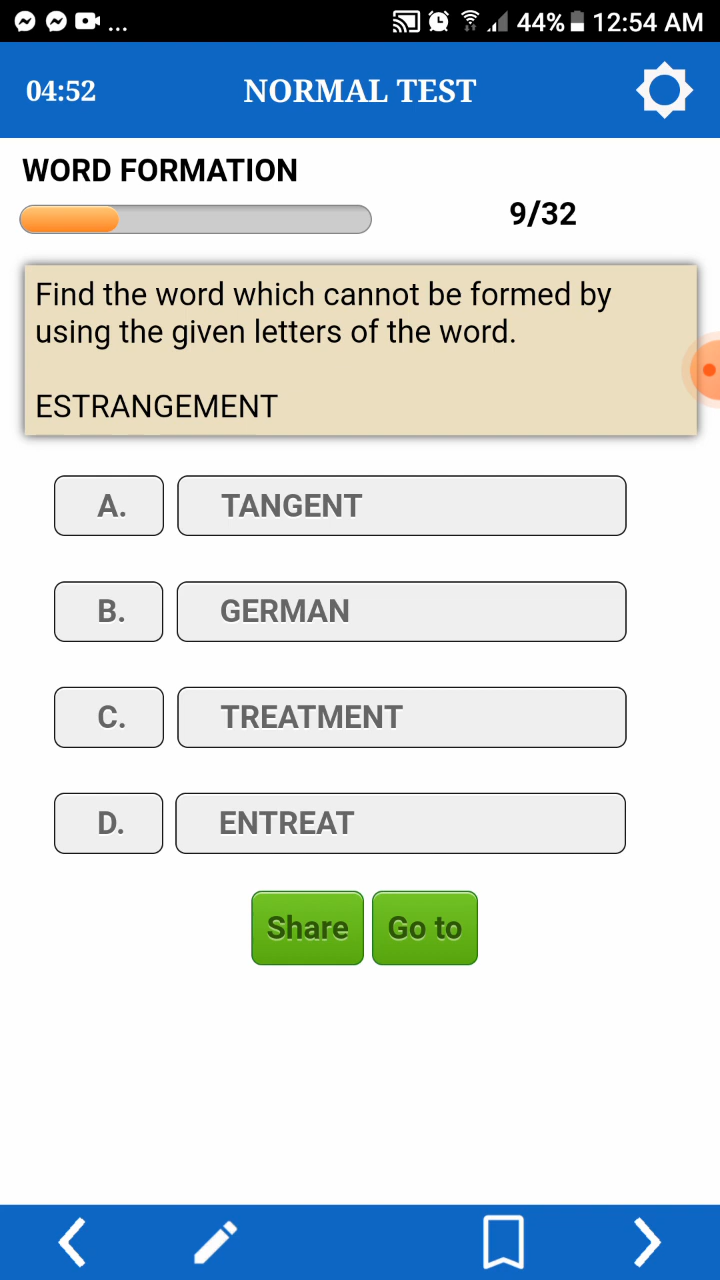 ... 44% 12:54 AM
04:52 NORMAL TEST
WORD FORMATION
9/32
Find the word which cannot be formed by
using the given letters of the word.
ESTRANGEMENT
A. TANGENT
B. GERMAN
C. TREATMENT
D. ENTREAT
Share Go to